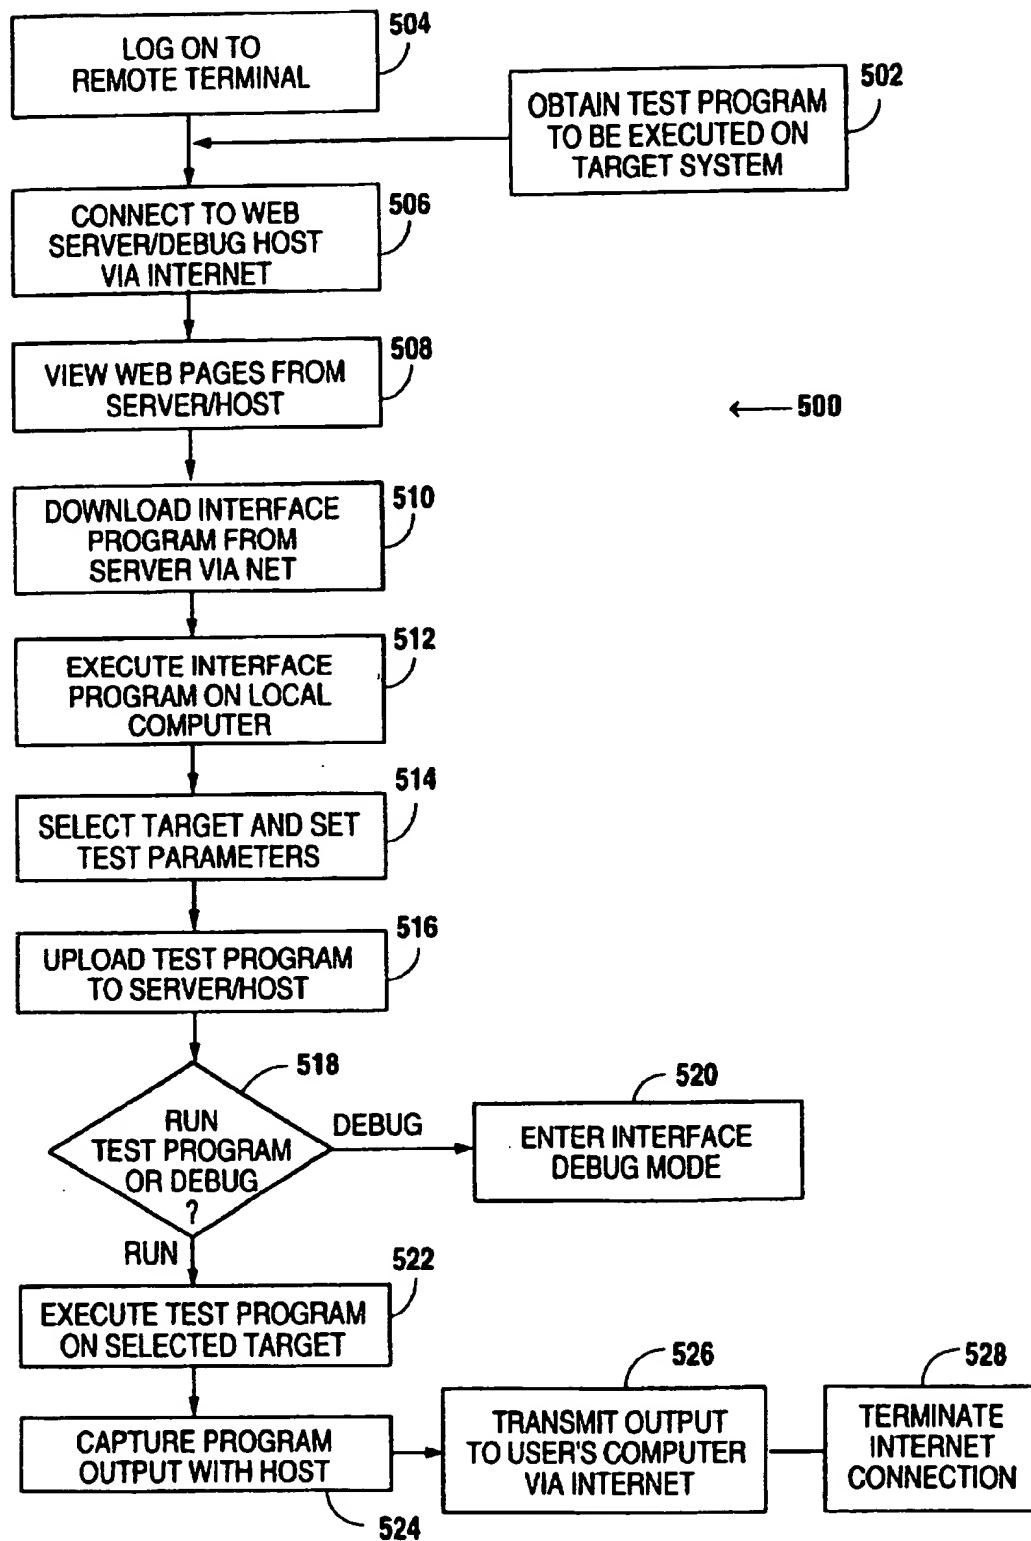 LOG ON TO
REMOTE TERMINAL
504
OBTAIN TEST PROGRAM
TO BE EXECUTED ON
TARGET SYSTEM
502
CONNECT TO WEB
SERVER/DEBUG HOST
VIA INTERNET
506
VIEW WEB PAGES FROM
SERVER/HOST
508
500
DOWNLOAD INTERFACE
PROGRAM FROM
SERVER VIA NET
510
EXECUTE INTERFACE
PROGRAM ON LOCAL
COMPUTER
512
SELECT TARGET AND SET
TEST PARAMETERS
514
UPLOAD TEST PROGRAM
TO SERVER/HOST
516
RUN
TEST PROGRAM
OR DEBUG
?
518
DEBUG
ENTER INTERFACE
DEBUG MODE
520
RUN
EXECUTE TEST PROGRAM
ON SELECTED TARGET
522
CAPTURE PROGRAM
OUTPUT WITH HOST
524
TRANSMIT OUTPUT
TO USER'S COMPUTER
VIA INTERNET
526
TERMINATE
INTERNET
CONNECTION
528